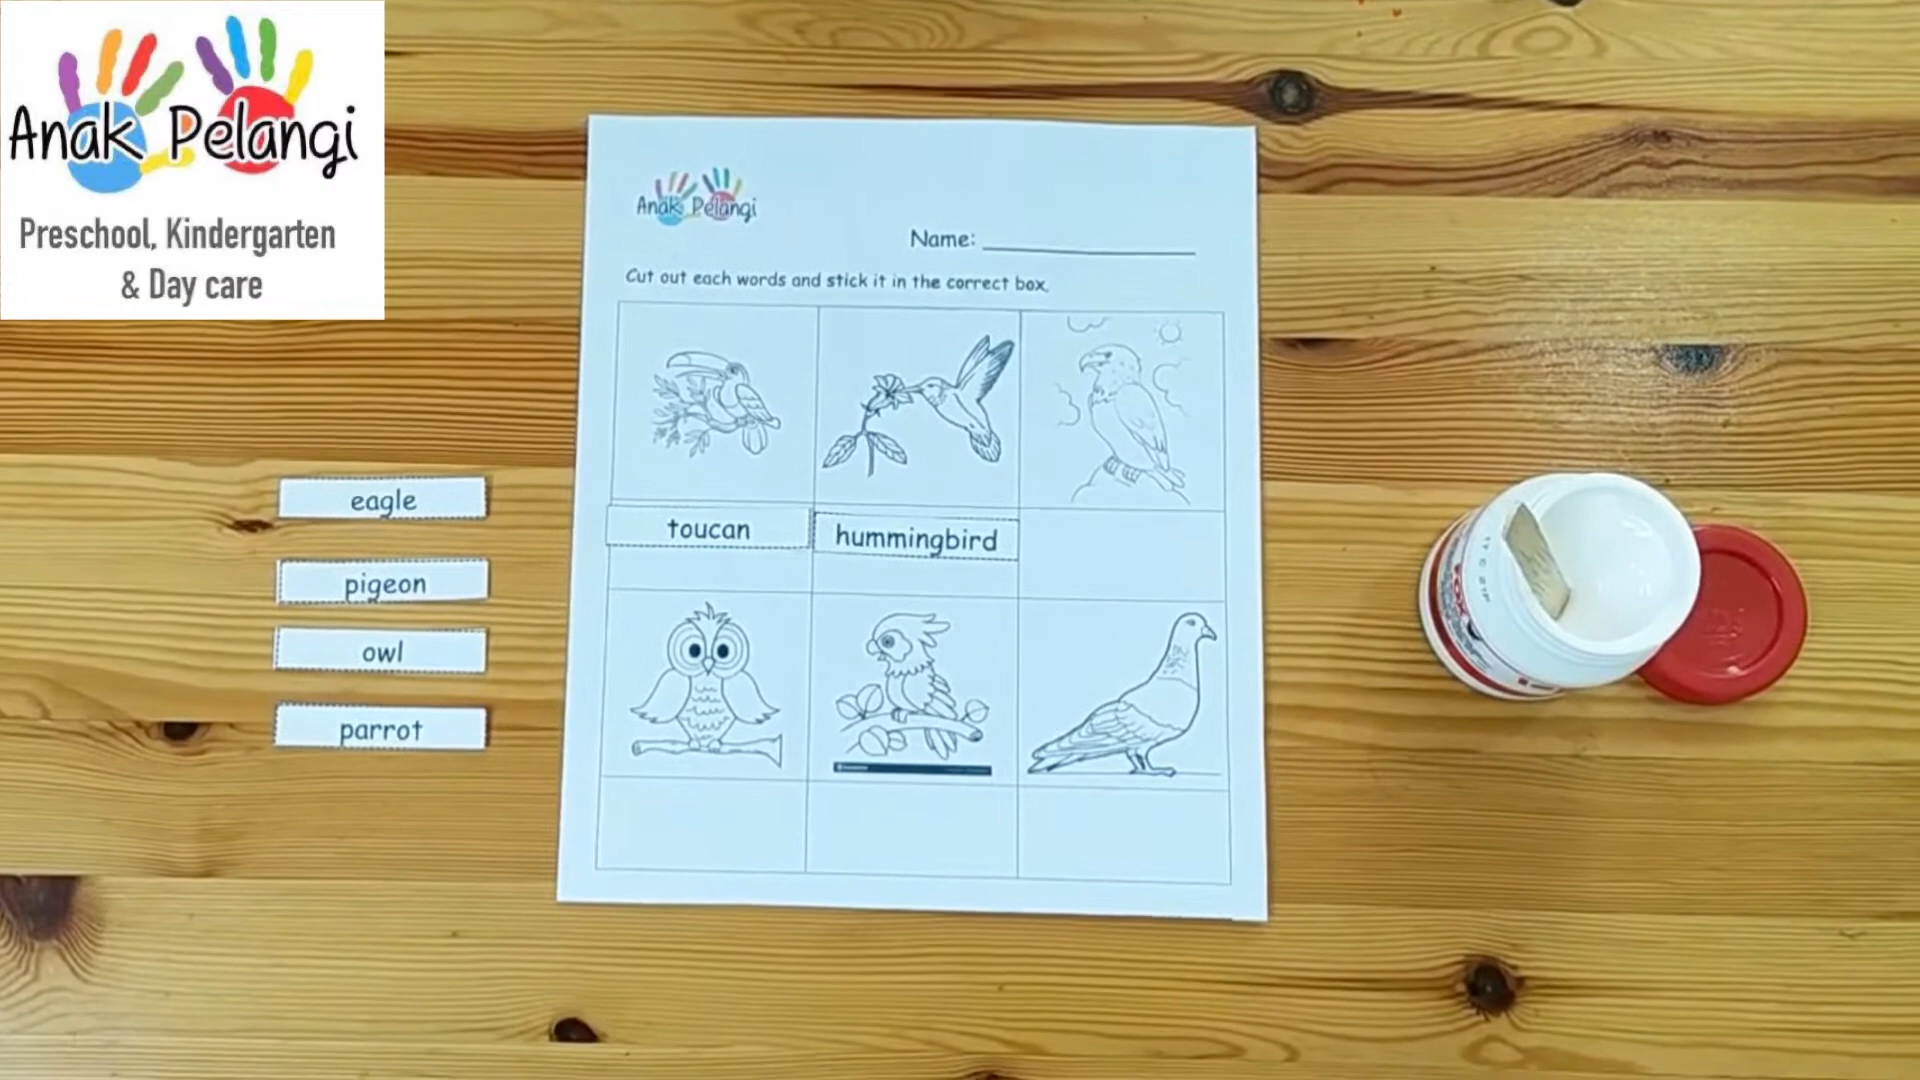 Anak Pelangi
Preschool, Kindergarten
& Day care
Anak Pelangi
Name:
Cut out each words and stick it in the correct box.
toucan
hummingbird
eagle
pigeon
owl
parrot